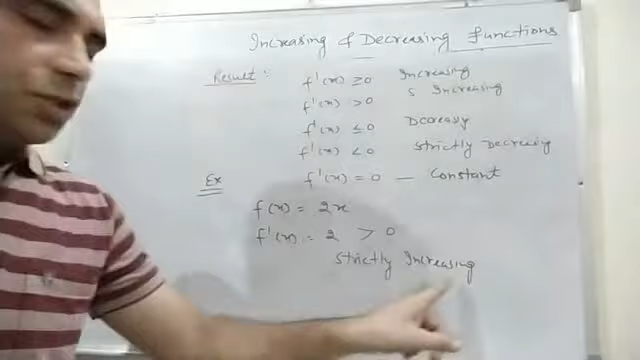 Increasing & Decreasing Functions
Result : f'(x) ≥ 0 Increasing
f'(x) > 0 S Increasing
f'(x) ≤ 0 Decreasy
f'(x) < 0 Strictly Decreasing
Ex f'(x) = 0 — Constant
f(x) = 2x
f'(x) = 2 > 0
Strictly Increasing